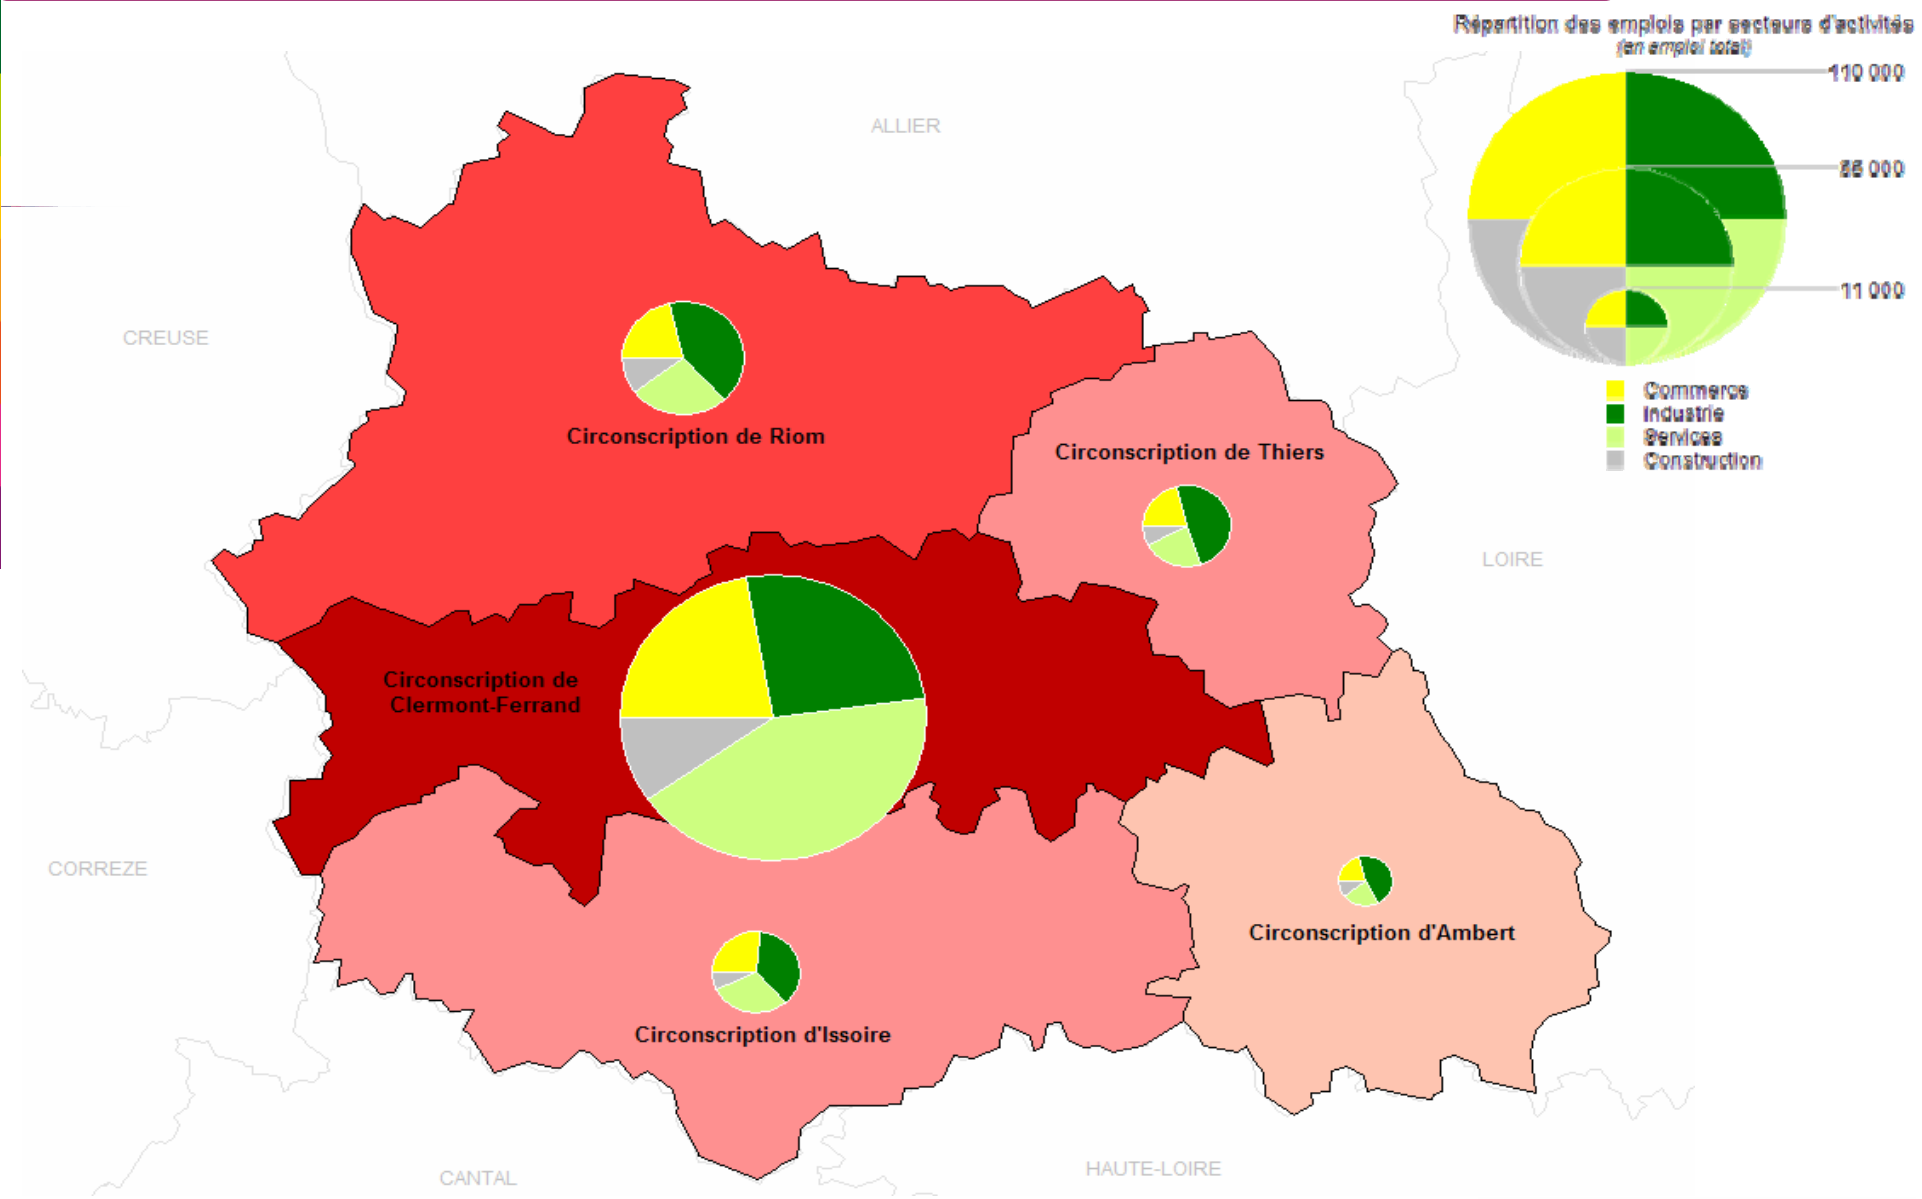 Répartition des emplois par secteurs d'activités
(en emploi total)
110 000
11 000
Commerce
Industrie
Services
Construction
ALLIER
CREUSE
Circonscription de Riom
Circonscription de Thiers
LOIRE
Circonscription de
Clermont-Ferrand
CORREZE
Circonscription d'Ambert
Circonscription d'Issoire
HAUTE-LOIRE
CANTAL